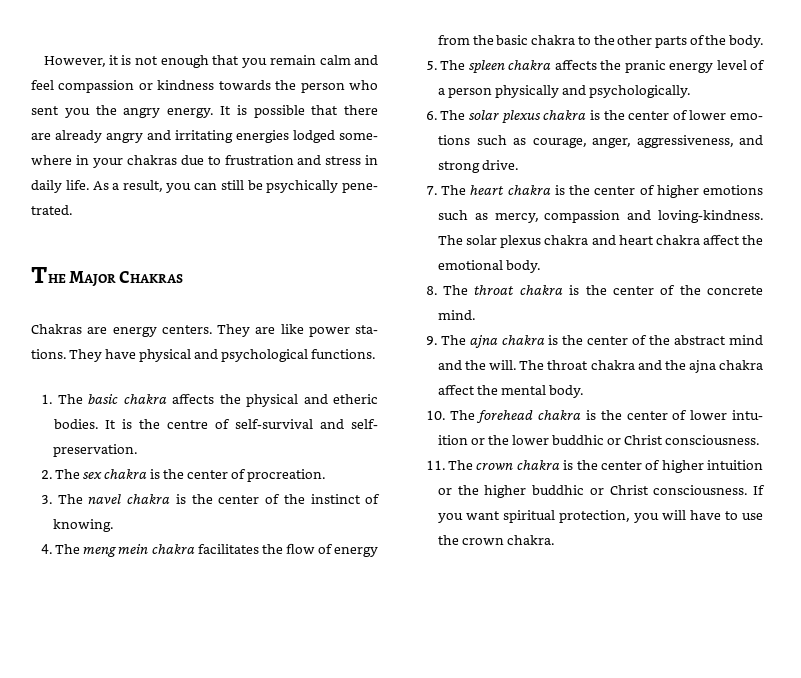 However, it is not enough that you remain calm and
feel compassion or kindness towards the person who
sent you the angry energy. It is possible that there
are already angry and irritating energies lodged some-
where in your chakras due to frustration and stress in
daily life. As a result, you can still be psychically pene-
trated.
The Major Chakras
Chakras are energy centers. They are like power sta-
tions. They have physical and psychological functions.
1. The basic chakra affects the physical and etheric
bodies. It is the centre of self-survival and self-
preservation.
2. The sex chakra is the center of procreation.
3. The navel chakra is the center of the instinct of
knowing.
4. The meng mein chakra facilitates the flow of energy
from the basic chakra to the other parts of the body.
5. The spleen chakra affects the pranic energy level of
a person physically and psychologically.
6. The solar plexus chakra is the center of lower emo-
tions such as courage, anger, aggressiveness, and
strong drive.
7. The heart chakra is the center of higher emotions
such as mercy, compassion and loving-kindness.
The solar plexus chakra and heart chakra affect the
emotional body.
8. The throat chakra is the center of the concrete
mind.
9. The ajna chakra is the center of the abstract mind
and the will. The throat chakra and the ajna chakra
affect the mental body.
10. The forehead chakra is the center of lower intu-
ition or the lower buddhic or Christ consciousness.
11. The crown chakra is the center of higher intuition
or the higher buddhic or Christ consciousness. If
you want spiritual protection, you will have to use
the crown chakra.